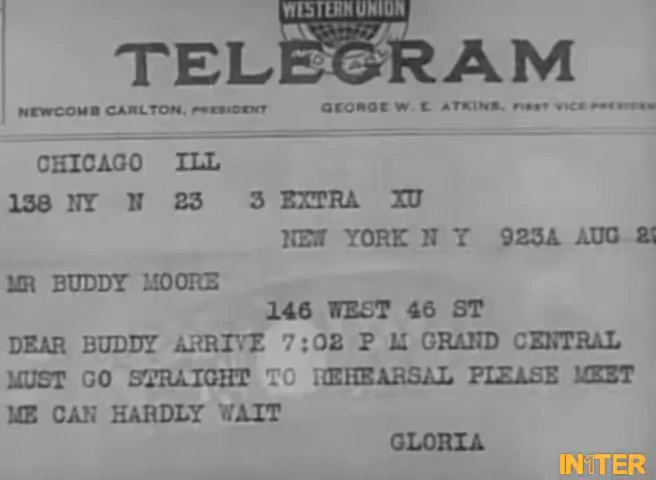 WESTERN UNION
TELEGRAM
NEWCOMB CARLTON, PRESIDENT GEORGE W. E. ATKINS, FIRST VICE-PRESIDENT
CHICAGO ILL
138 NY N 23 3 EXTRA XU
NEW YORK N Y 923A AUG
MR BUDDY MOORE
146 WEST 46 ST
DEAR BUDDY ARRIVE 7:02 P M GRAND CENTRAL
MUST GO STRAIGHT TO REHEARSAL PLEASE MEET
ME CAN HARDLY WAIT
GLORIA
IN1TER